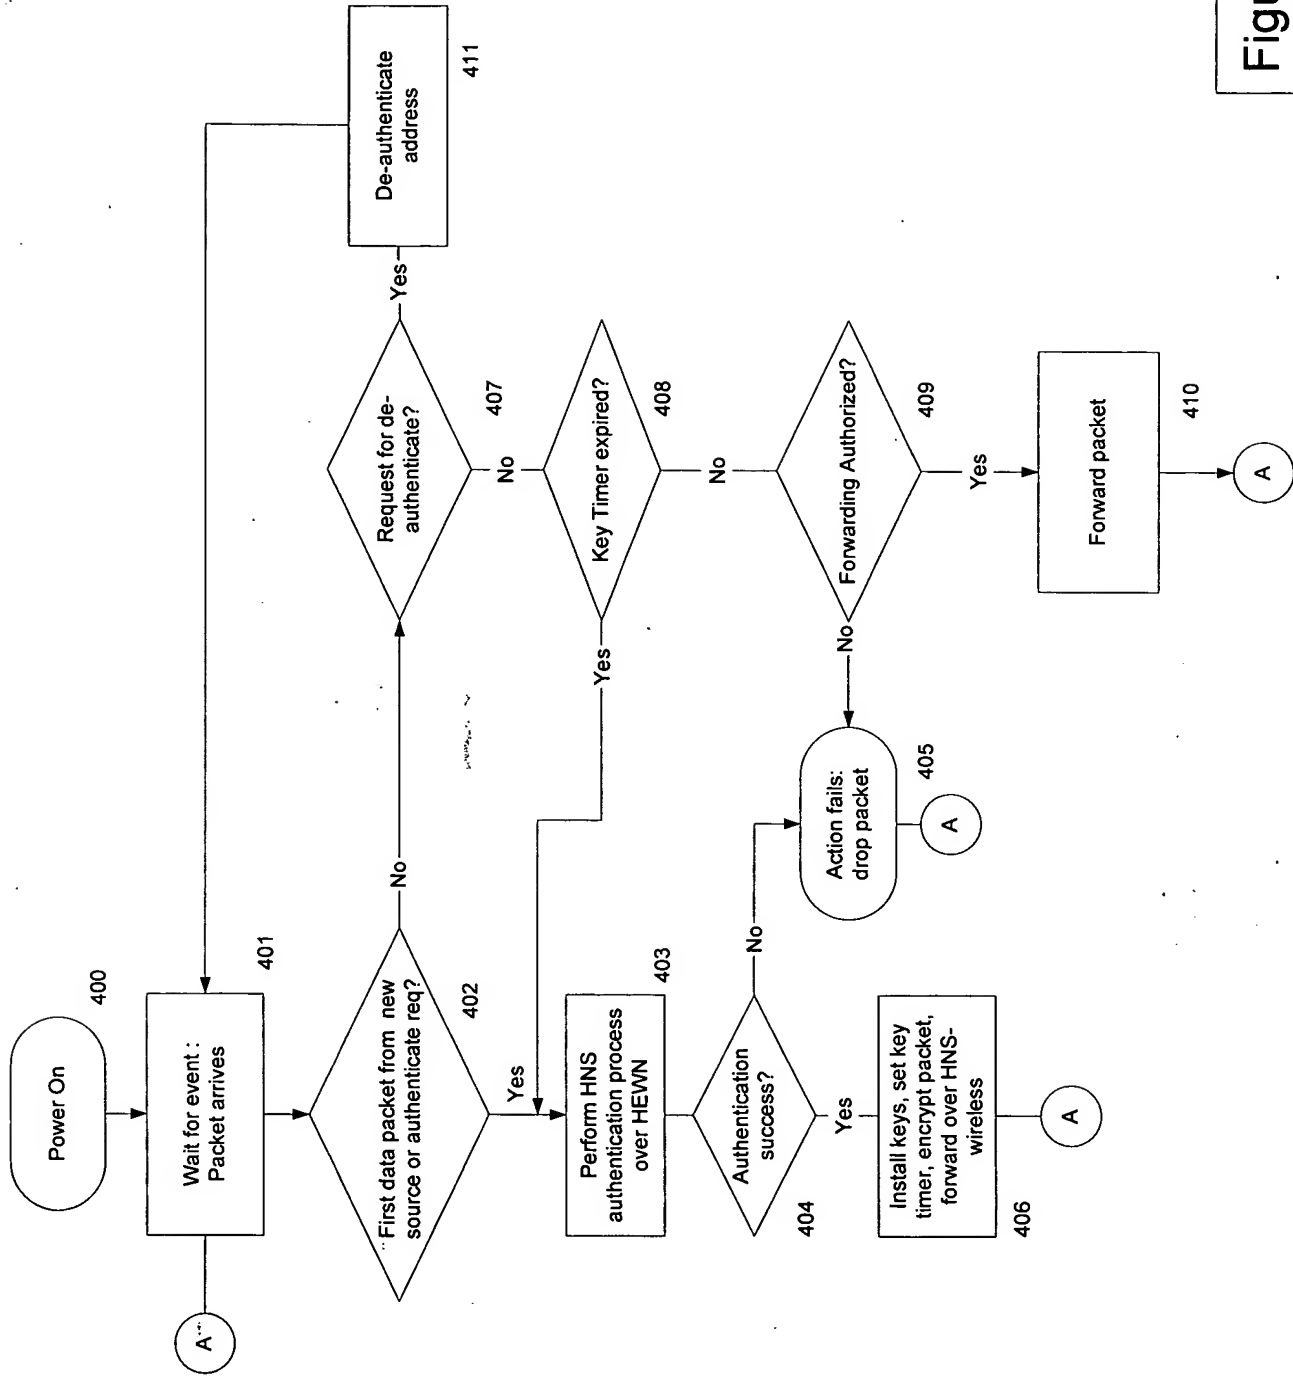 Power On
400
A
Wait for event :
Packet arrives
401
First data packet from new
source or authenticate req?
402
No
Request for de-
authenticate?
407
Yes
De-authenticate
address
411
Yes
No
Perform HNS
authentication process
over HEWN
403
Yes
Key Timer expired?
408
Authentication
success?
404
No
No
Yes
Action fails:
drop packet
405
A
No
Forwarding Authorized?
409
Yes
Install keys, set key
timer, encrypt packet,
forward over HNS-
wireless
406
A
Forward packet
410
A